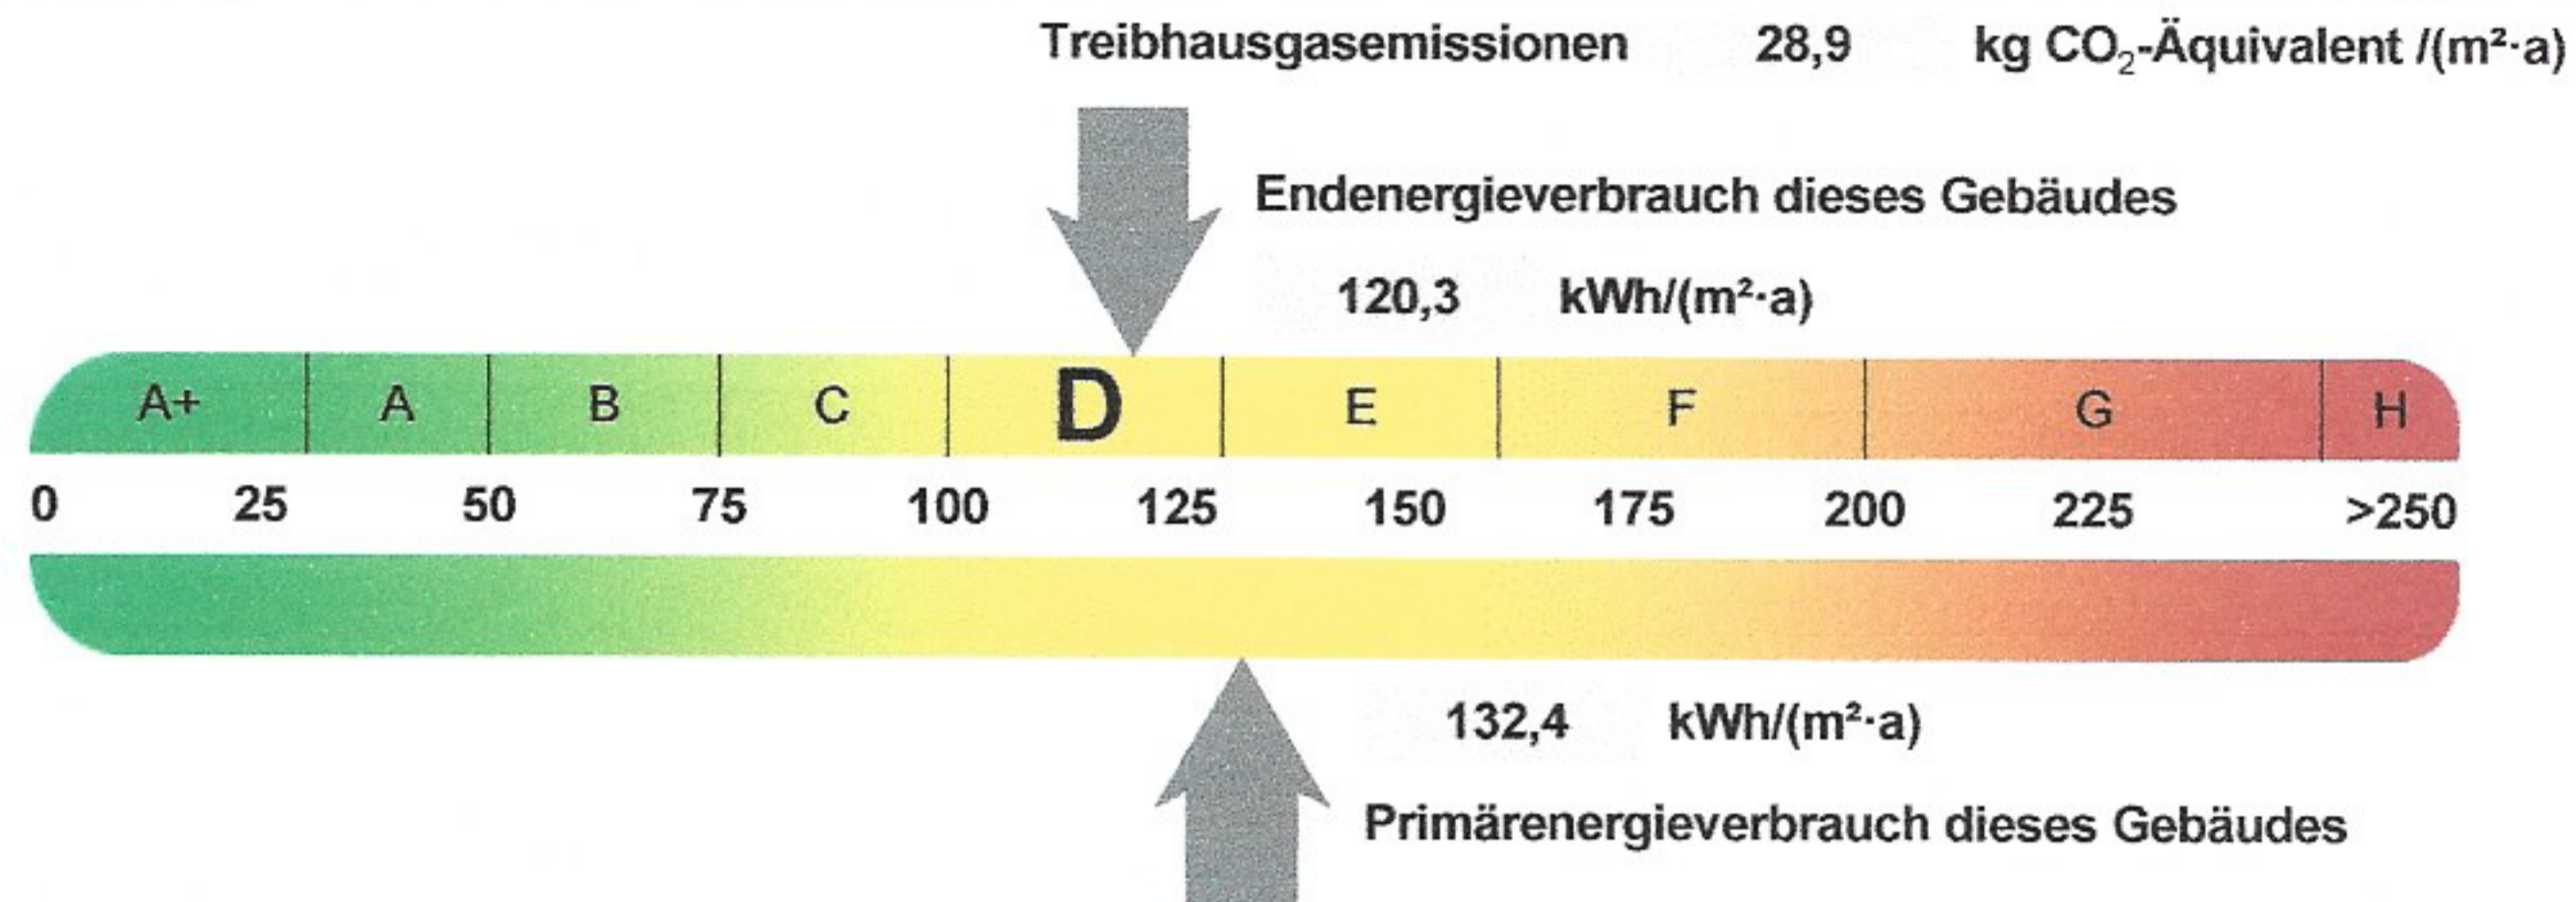 Treibhausgasemissionen 28,9 kg CO₂-Äquivalent /(m²·a)
Endenergieverbrauch dieses Gebäudes
120,3 kWh/(m²·a)
A+ A B C D E F G H
0 25 50 75 100 125 150 175 200 225 >250
132,4 kWh/(m²·a)
Primärenergieverbrauch dieses Gebäudes